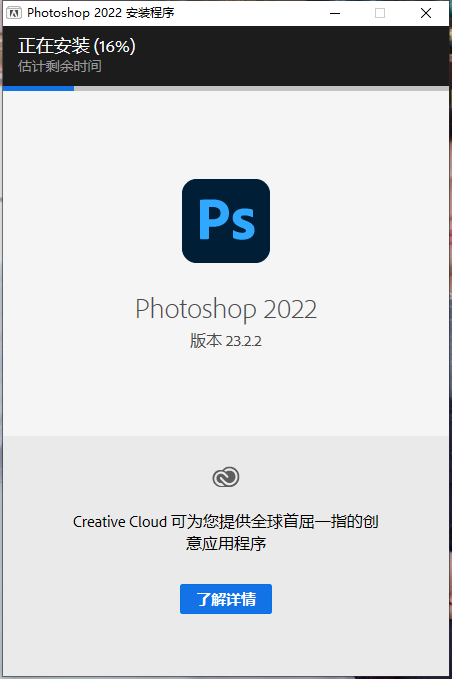 Photoshop 2022 安装程序
正在安装 (16%)
估计剩余时间
Ps
Photoshop 2022
版本 23.2.2
Creative Cloud 可为您提供全球首屈一指的创
意应用程序
了解详情